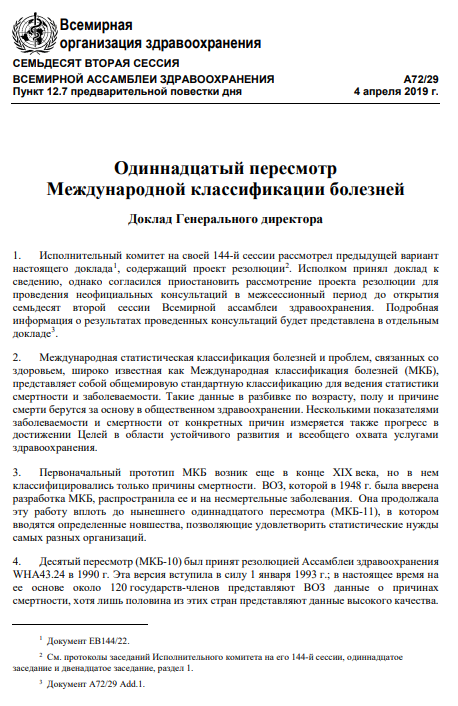 Всемирная
организация здравоохранения
СЕМЬДЕСЯТ ВТОРАЯ СЕССИЯ
ВСЕМИРНОЙ АССАМБЛЕИ ЗДРАВООХРАНЕНИЯ A72/29
Пункт 12.7 предварительной повестки дня 4 апреля 2019 г.
Одиннадцатый пересмотр
Международной классификации болезней
Доклад Генерального директора
1. Исполнительный комитет на своей 144-й сессии рассмотрел предыдущей вариант
настоящего доклада1, содержащий проект резолюции2. Исполком принял доклад к
сведению, однако согласился приостановить рассмотрение проекта резолюции для
проведения неофициальных консультаций в межсессионный период до открытия
семьдесят второй сессии Всемирной ассамблеи здравоохранения. Подробная
информация о результатах проведенных консультаций будет представлена в отдельным
докладе3.
2. Международная статистическая классификация болезней и проблем, связанных со
здоровьем, широко известная как Международная классификация болезней (МКБ),
представляет собой общемировую стандартную классификацию для ведения статистики
смертности и заболеваемости. Такие данные в разбивке по возрасту, полу и причине
смерти берутся за основу в общественном здравоохранении. Несколькими показателями
заболеваемости и смертности от конкретных причин измеряется также прогресс в
достижении Целей в области устойчивого развития и всеобщего охвата услугами
здравоохранения.
3. Первоначальный прототип МКБ возник еще в конце XIX века, но в нем
классифицировались только причины смертности. ВОЗ, которой в 1948 г. была вверена
разработка МКБ, распространила ее и на несмертельные заболевания. Она продолжала
эту работу вплоть до нынешнего одиннадцатого пересмотра (МКБ-11), в котором
вводятся определенные новшества, позволяющие удовлетворить статистические нужды
самых разных организаций.
4. Десятый пересмотр (МКБ-10) был принят резолюцией Ассамблеи здравоохранения
WHA43.24 в 1990 г. Эта версия вступила в силу 1 января 1993 г.; в настоящее время на
ее основе около 120 государств-членов представляют ВОЗ данные о причинах
смертности, хотя лишь половина из этих стран представляют данные высокого качества.
1 Документ EB144/22.
2 См. протоколы заседаний Исполнительного комитета на его 144-й сессии, одиннадцатое
заседание и двенадцатое заседание, раздел 1.
3 Документ A72/29 Add.1.